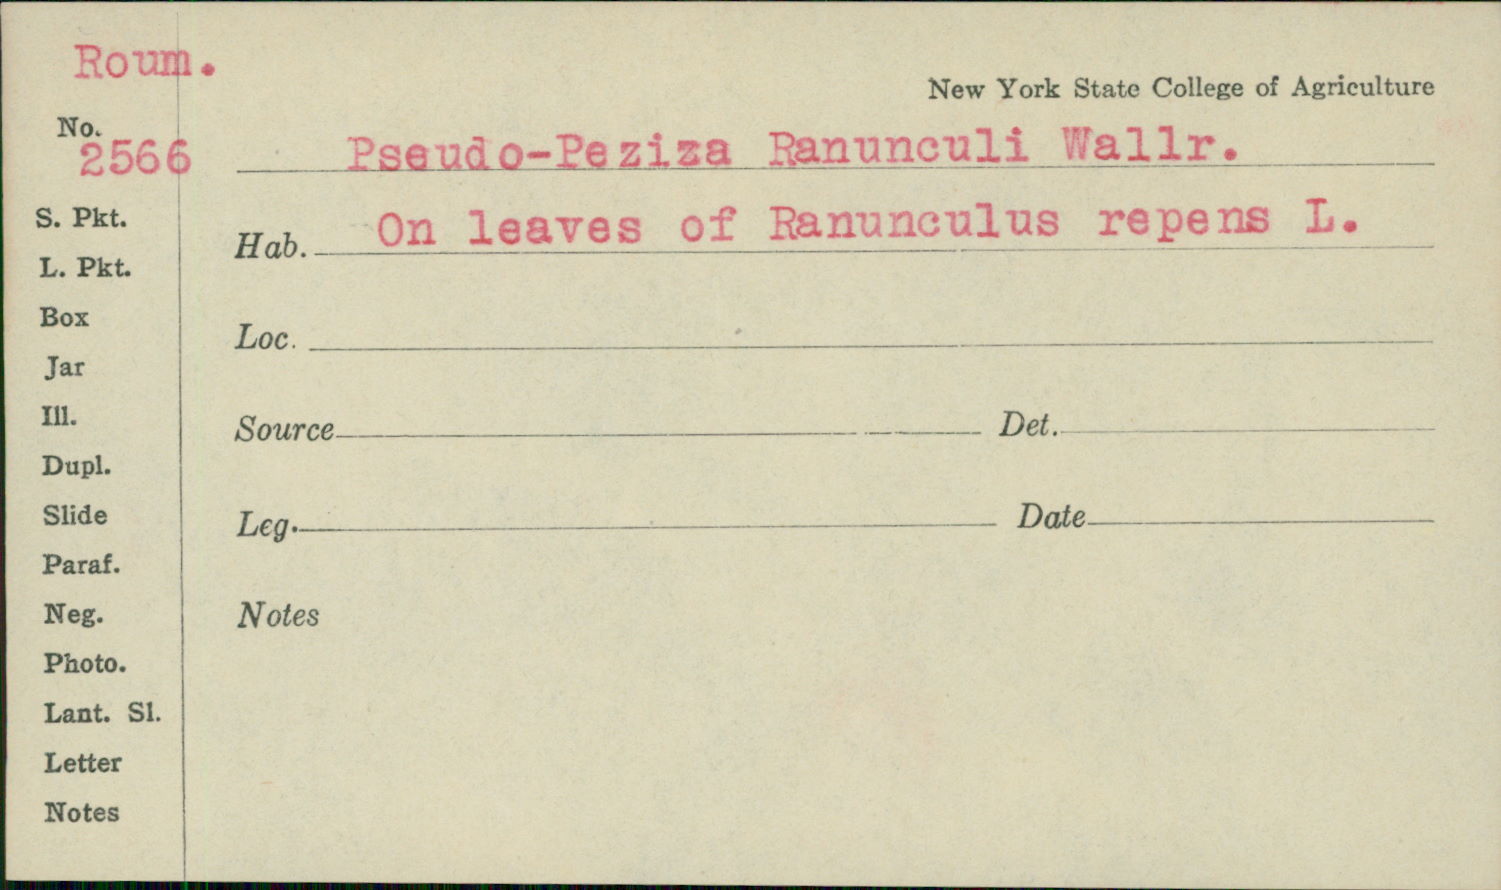 Roum.
New York State College of Agriculture
No.
2566
Pseudo-Peziza Ranunculi Wallr.
Hab. On leaves of Ranunculus repens L.
Loc.
Source Det.
Leg. Date
Notes
S. Pkt.
L. Pkt.
Box
Jar
Ill.
Dupl.
Slide
Paraf.
Neg.
Photo.
Lant. Sl.
Letter
Notes